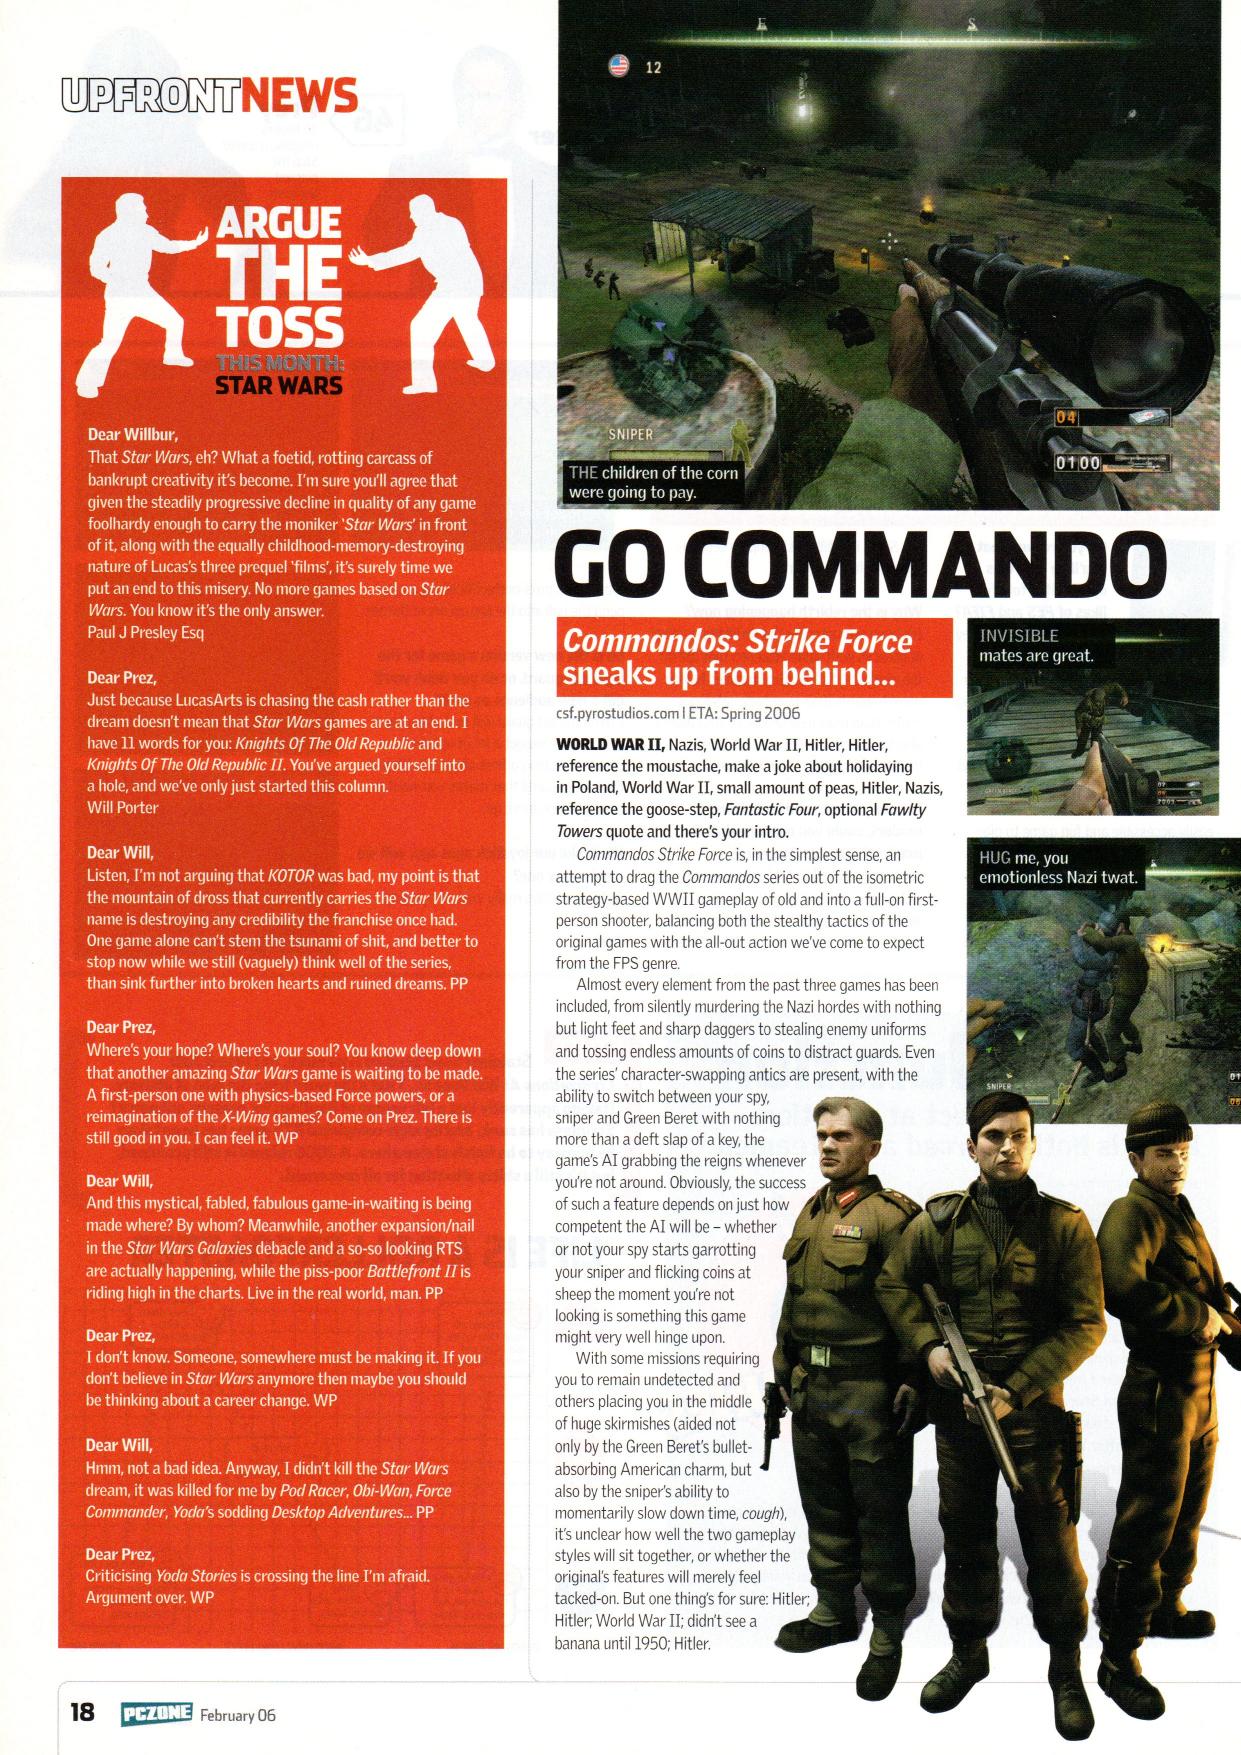 UPFRONTNEWS
ARGUE
THE
TOSS
THIS MONTH:
STAR WARS
Dear Willbur,
That Star Wars, eh? What a foetid, rotting carcass of
bankrupt creativity it's become. I'm sure you'll agree that
given the steadily progressive decline in quality of any game
foolhardy enough to carry the moniker 'Star Wars' in front
of it, along with the equally childhood-memory-destroying
nature of Lucas's three prequel 'films', it's surely time we
put an end to this misery. No more games based on Star
Wars. You know it's the only answer.
Paul J Presley Esq
Dear Prez,
Just because LucasArts is chasing the cash rather than the
dream doesn't mean that Star Wars games are at an end. I
have 11 words for you: Knights Of The Old Republic and
Knights Of The Old Republic II. You've argued yourself into
a hole, and we've only just started this column.
Will Porter
Dear Will,
Listen, I'm not arguing that KOTOR was bad, my point is that
the mountain of dross that currently carries the Star Wars
name is destroying any credibility the franchise once had.
One game alone can't stem the tsunami of shit, and better to
stop now while we still (vaguely) think well of the series,
than sink further into broken hearts and ruined dreams. PP
Dear Prez,
Where's your hope? Where's your soul? You know deep down
that another amazing Star Wars game is waiting to be made.
A first-person one with physics-based Force powers, or a
reimagination of the X-Wing games? Come on Prez. There is
still good in you. I can feel it. WP
Dear Will,
And this mystical, fabled, fabulous game-in-waiting is being
made where? By whom? Meanwhile, another expansion/nail
in the Star Wars Galaxies debacle and a so-so looking RTS
are actually happening, while the piss-poor Battlefront II is
riding high in the charts. Live in the real world, man. PP
Dear Prez,
I don't know. Someone, somewhere must be making it. If you
don't believe in Star Wars anymore then maybe you should
be thinking about a career change. WP
Dear Will,
Hmm, not a bad idea. Anyway, I didn't kill the Star Wars
dream, it was killed for me by Pod Racer, Obi-Wan, Force
Commander, Yoda's sodding Desktop Adventures... PP
Dear Prez,
Criticising Yoda Stories is crossing the line I'm afraid.
Argument over. WP
E S
12
SNIPER
04
0100
THE children of the corn
were going to pay.
GO COMMANDO
Commandos: Strike Force
sneaks up from behind...
csf.pyrostudios.com | ETA: Spring 2006
WORLD WAR II, Nazis, World War II, Hitler, Hitler,
reference the moustache, make a joke about holidaying
in Poland, World War II, small amount of peas, Hitler, Nazis,
reference the goose-step, Fantastic Four, optional Fawlty
Towers quote and there's your intro.
Commandos Strike Force is, in the simplest sense, an
attempt to drag the Commandos series out of the isometric
strategy-based WWII gameplay of old and into a full-on first-
person shooter, balancing both the stealthy tactics of the
original games with the all-out action we've come to expect
from the FPS genre.
Almost every element from the past three games has been
included, from silently murdering the Nazi hordes with nothing
but light feet and sharp daggers to stealing enemy uniforms
and tossing endless amounts of coins to distract guards. Even
the series' character-swapping antics are present, with the
ability to switch between your spy,
sniper and Green Beret with nothing
more than a deft slap of a key, the
game's AI grabbing the reigns whenever
you're not around. Obviously, the success
of such a feature depends on just how
competent the AI will be – whether
or not your spy starts garrotting
your sniper and flicking coins at
sheep the moment you're not
looking is something this game
might very well hinge upon.
With some missions requiring
you to remain undetected and
others placing you in the middle
of huge skirmishes (aided not
only by the Green Beret's bullet-
absorbing American charm, but
also by the sniper's ability to
momentarily slow down time, cough),
it's unclear how well the two gameplay
styles will sit together, or whether the
original's features will merely feel
tacked-on. But one thing's for sure: Hitler;
Hitler; World War II; didn't see a
banana until 1950; Hitler.
INVISIBLE
mates are great.
HUG me, you
emotionless Nazi twat.
SNIPER
18 PCZONE February 06